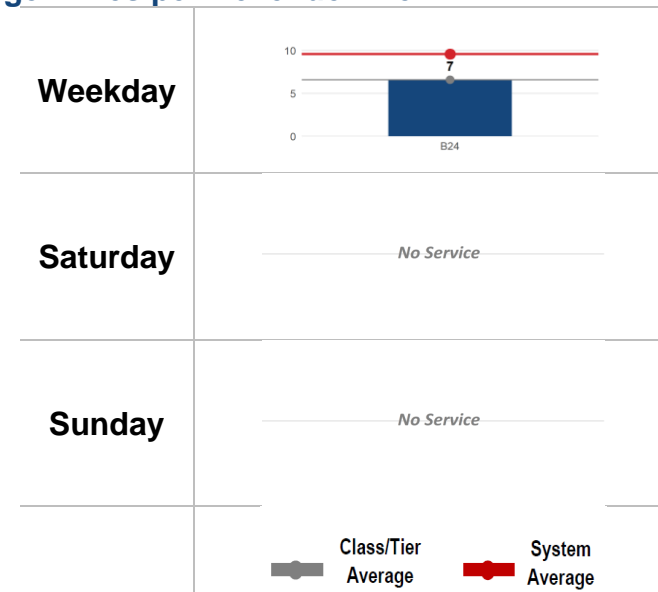 Weekday
10
7
5
0
B24
Saturday
No Service
Sunday
No Service
Class/Tier
Average
System
Average